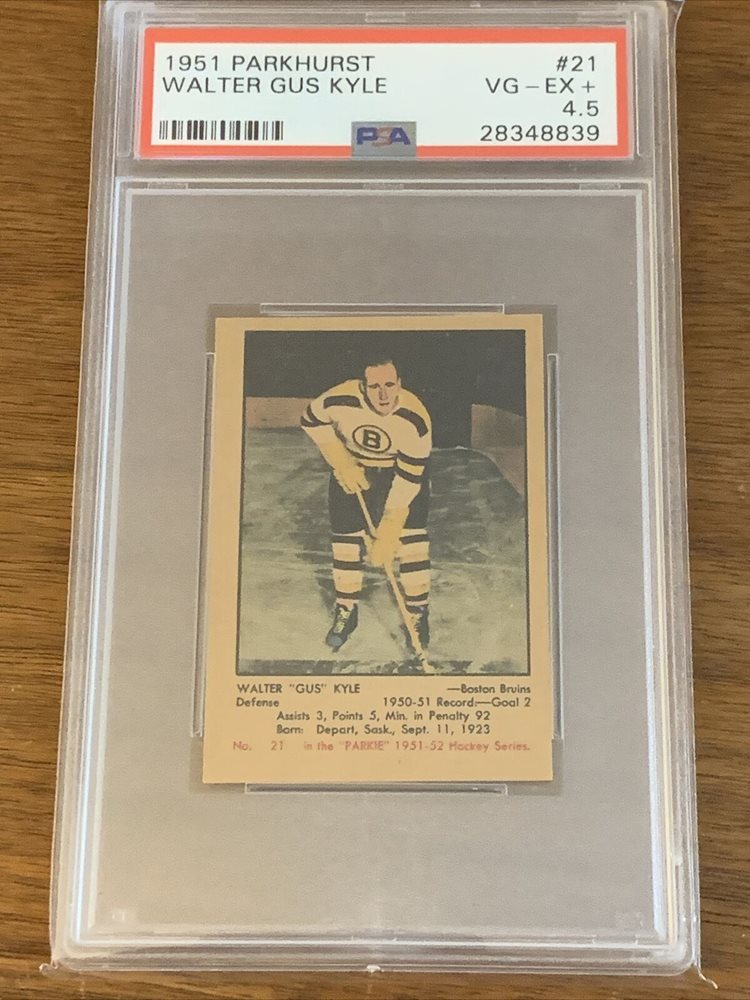 1951 PARKHURST #21
WALTER GUS KYLE VG - EX +
4.5
PSA 28348839
B
WALTER "GUS" KYLE —Boston Bruins
Defense 1950-51 Record:—Goal 2
Assists 3, Points 5, Min. in Penalty 92
Born: Depart, Sask., Sept. 11, 1923
No. 21 in the "PARKIE" 1951-52 Hockey Series.